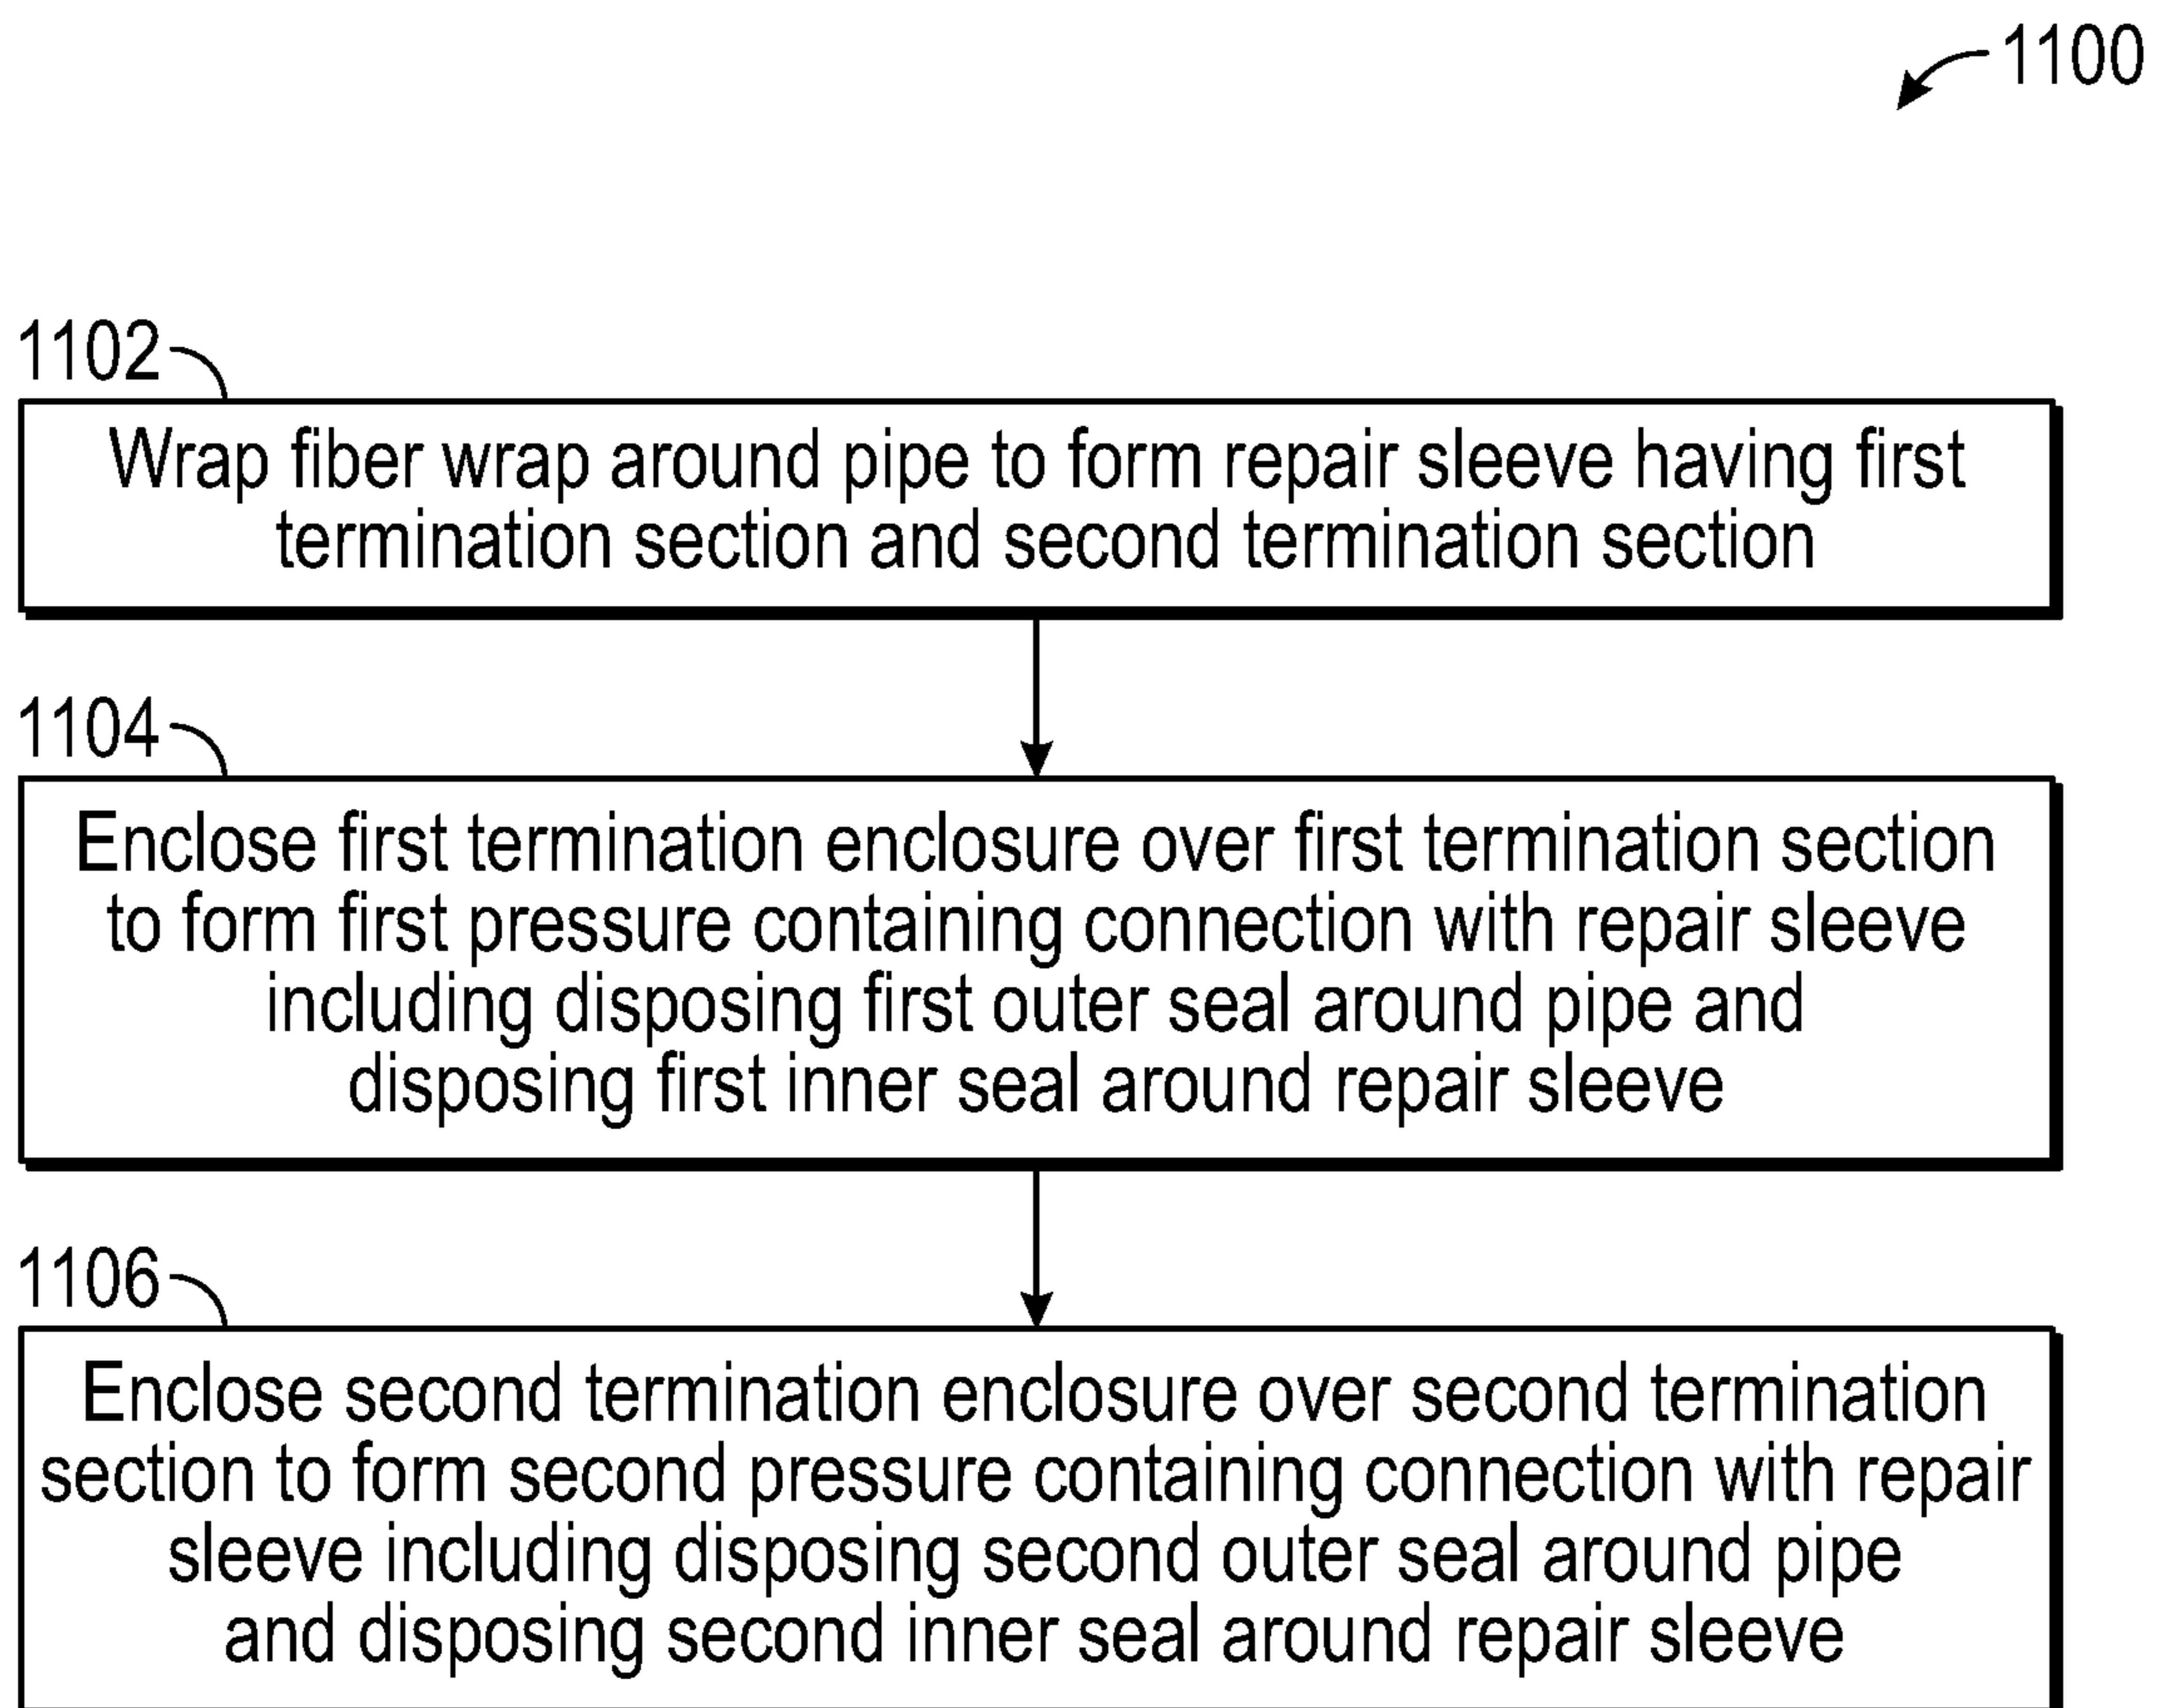 1100
1102
Wrap fiber wrap around pipe to form repair sleeve having first
termination section and second termination section
1104
Enclose first termination enclosure over first termination section
to form first pressure containing connection with repair sleeve
including disposing first outer seal around pipe and
disposing first inner seal around repair sleeve
1106
Enclose second termination enclosure over second termination
section to form second pressure containing connection with repair
sleeve including disposing second outer seal around pipe
and disposing second inner seal around repair sleeve